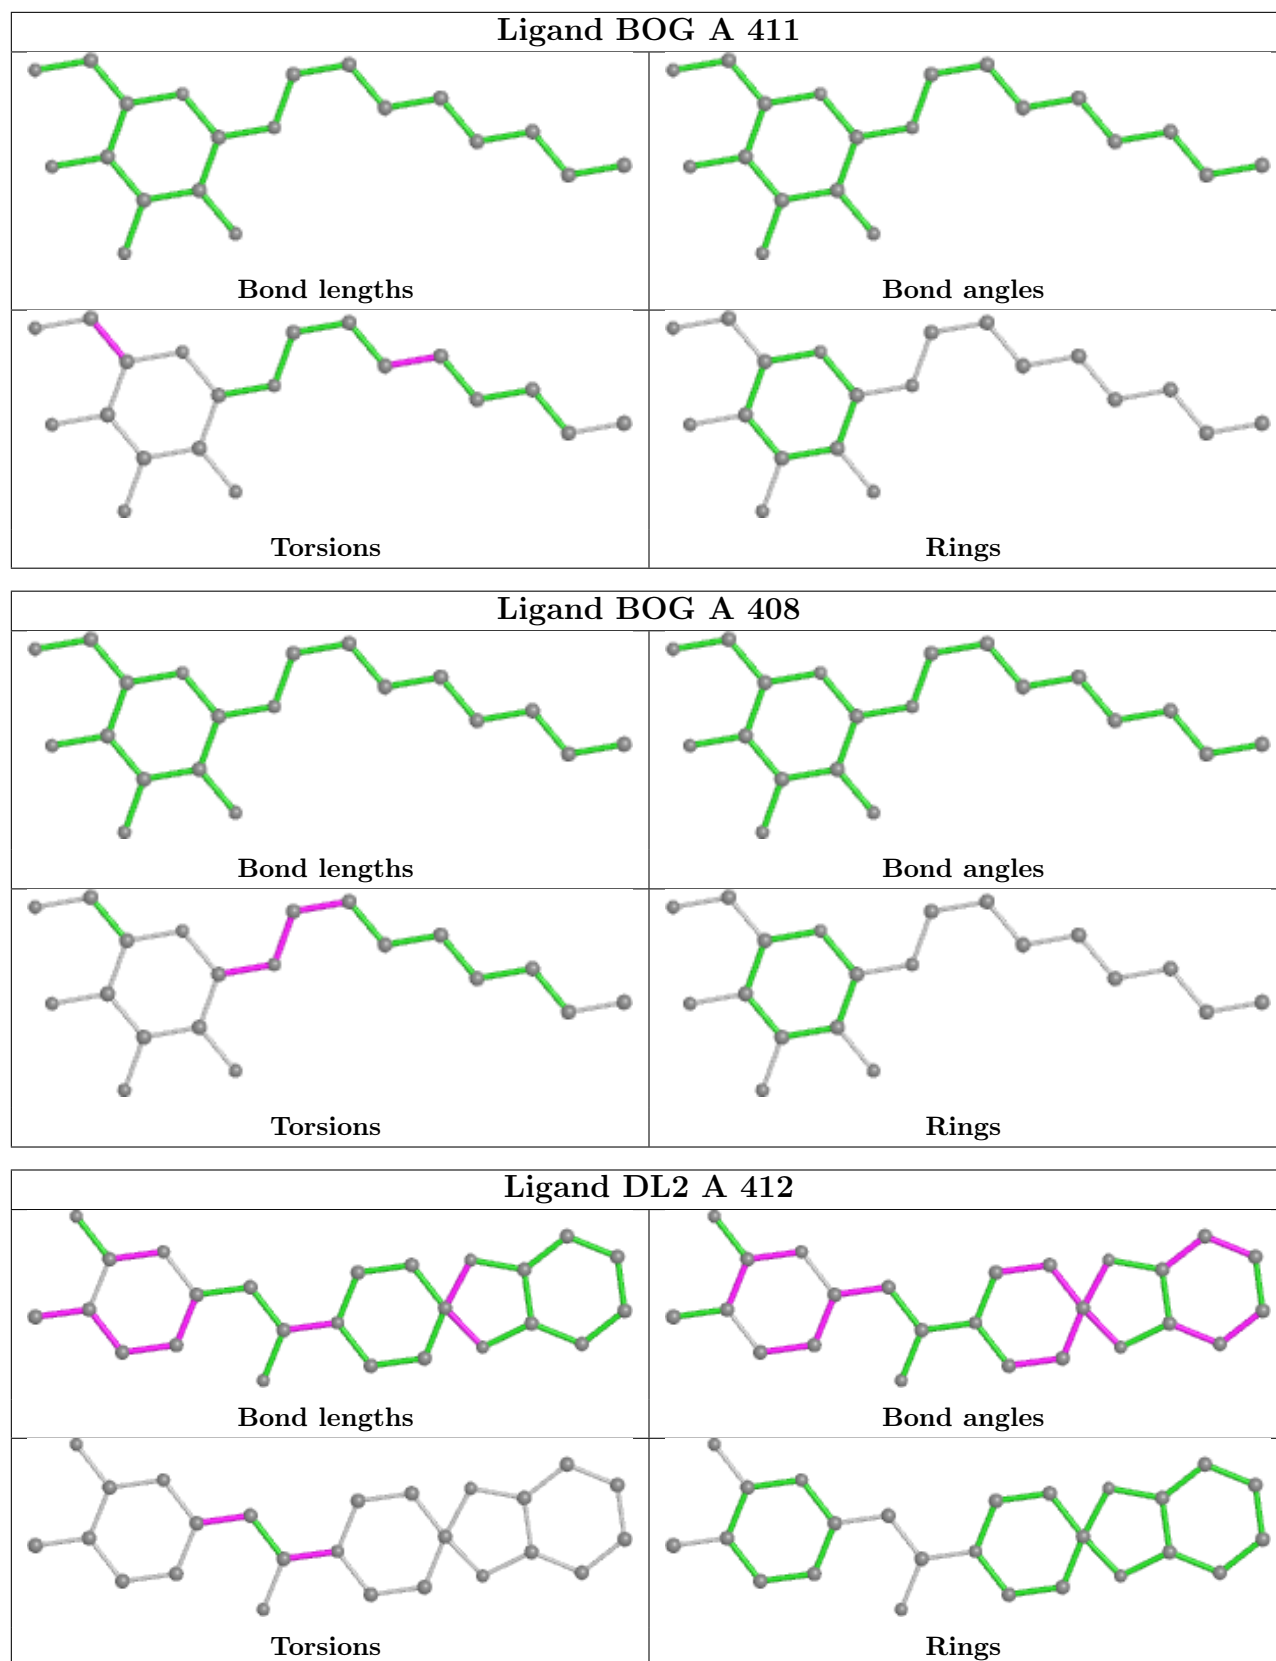 Ligand BOG A 411
Bond lengths
Bond angles
Torsions
Rings
Ligand BOG A 408
Bond lengths
Bond angles
Torsions
Rings
Ligand DL2 A 412
Bond lengths
Bond angles
Torsions
Rings